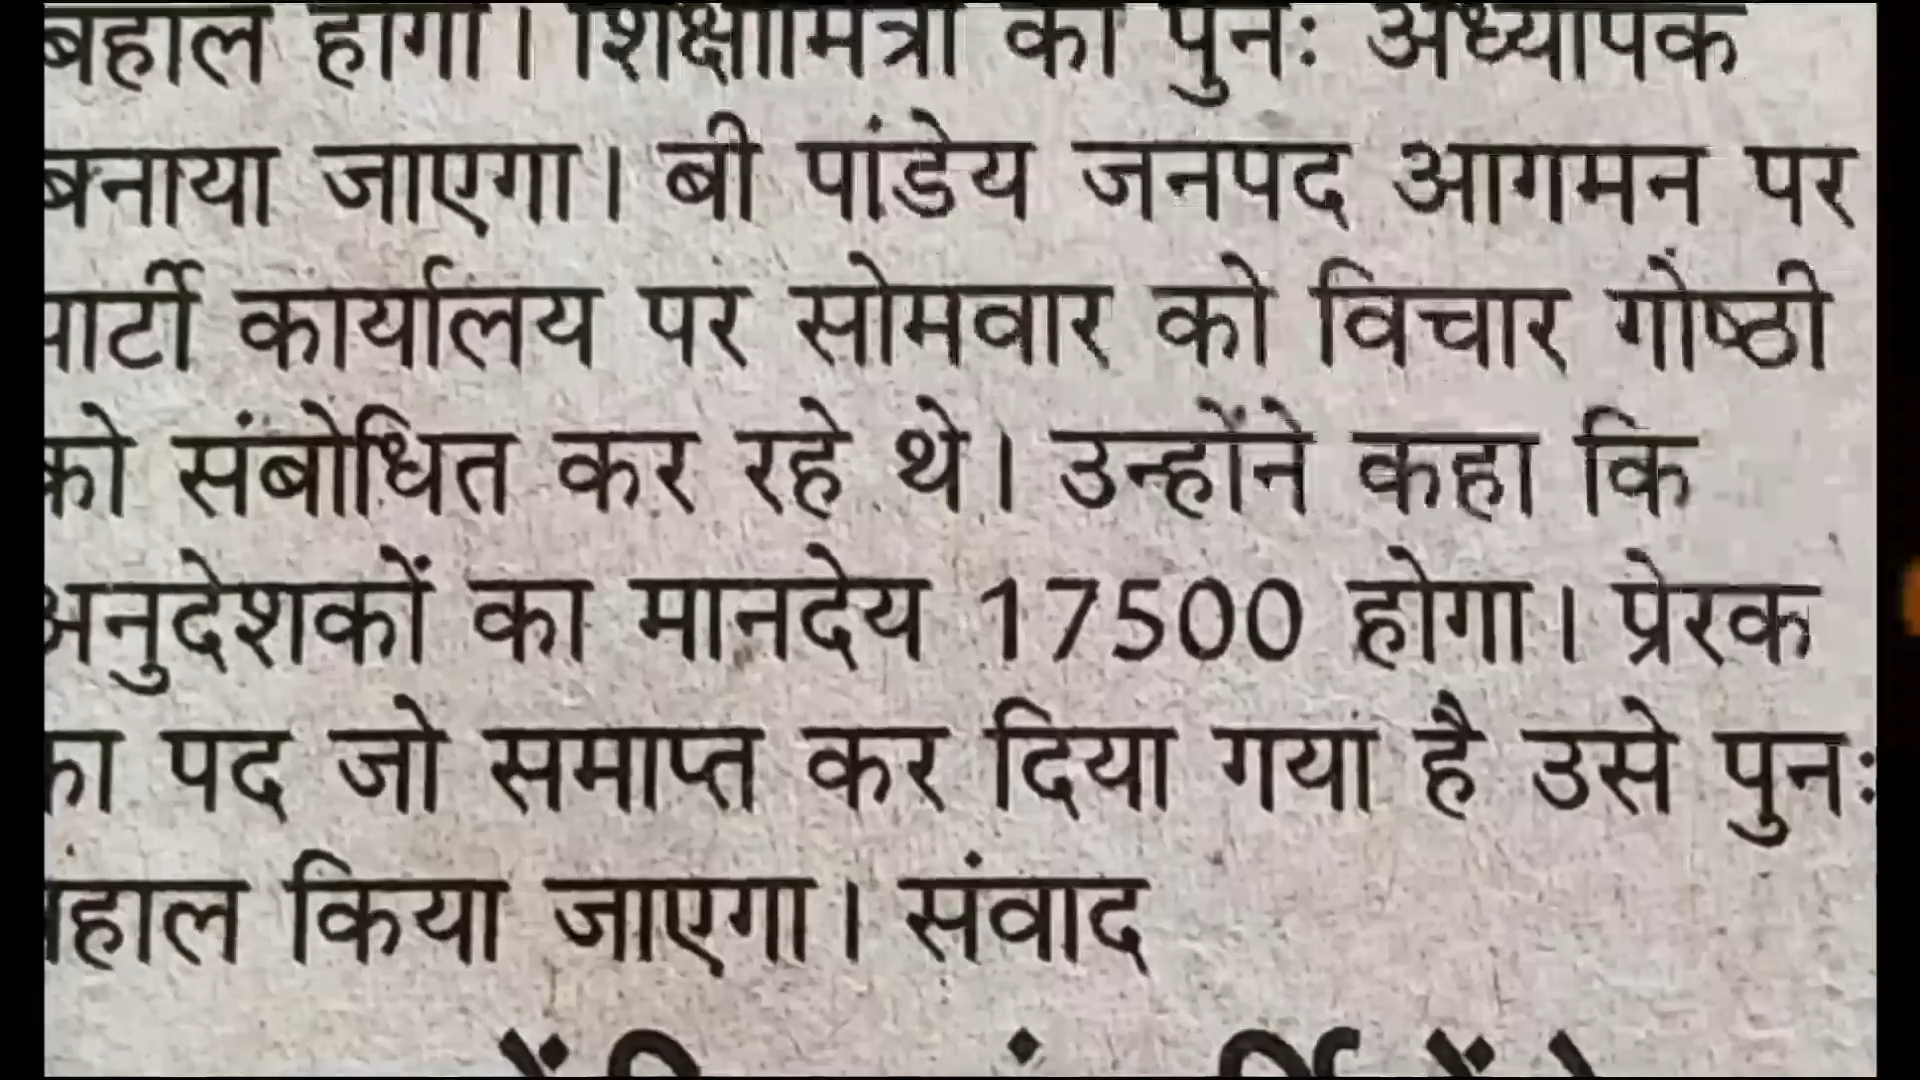 बहाल होगा। शिक्षामित्रों को पुनः अध्यापक
बनाया जाएगा। बी पांडेय जनपद आगमन पर
पार्टी कार्यालय पर सोमवार को विचार गोष्ठी
को संबोधित कर रहे थे। उन्होंने कहा कि
अनुदेशकों का मानदेय 17500 होगा। प्रेरक
का पद जो समाप्त कर दिया गया है उसे पुनः
बहाल किया जाएगा। संवाद